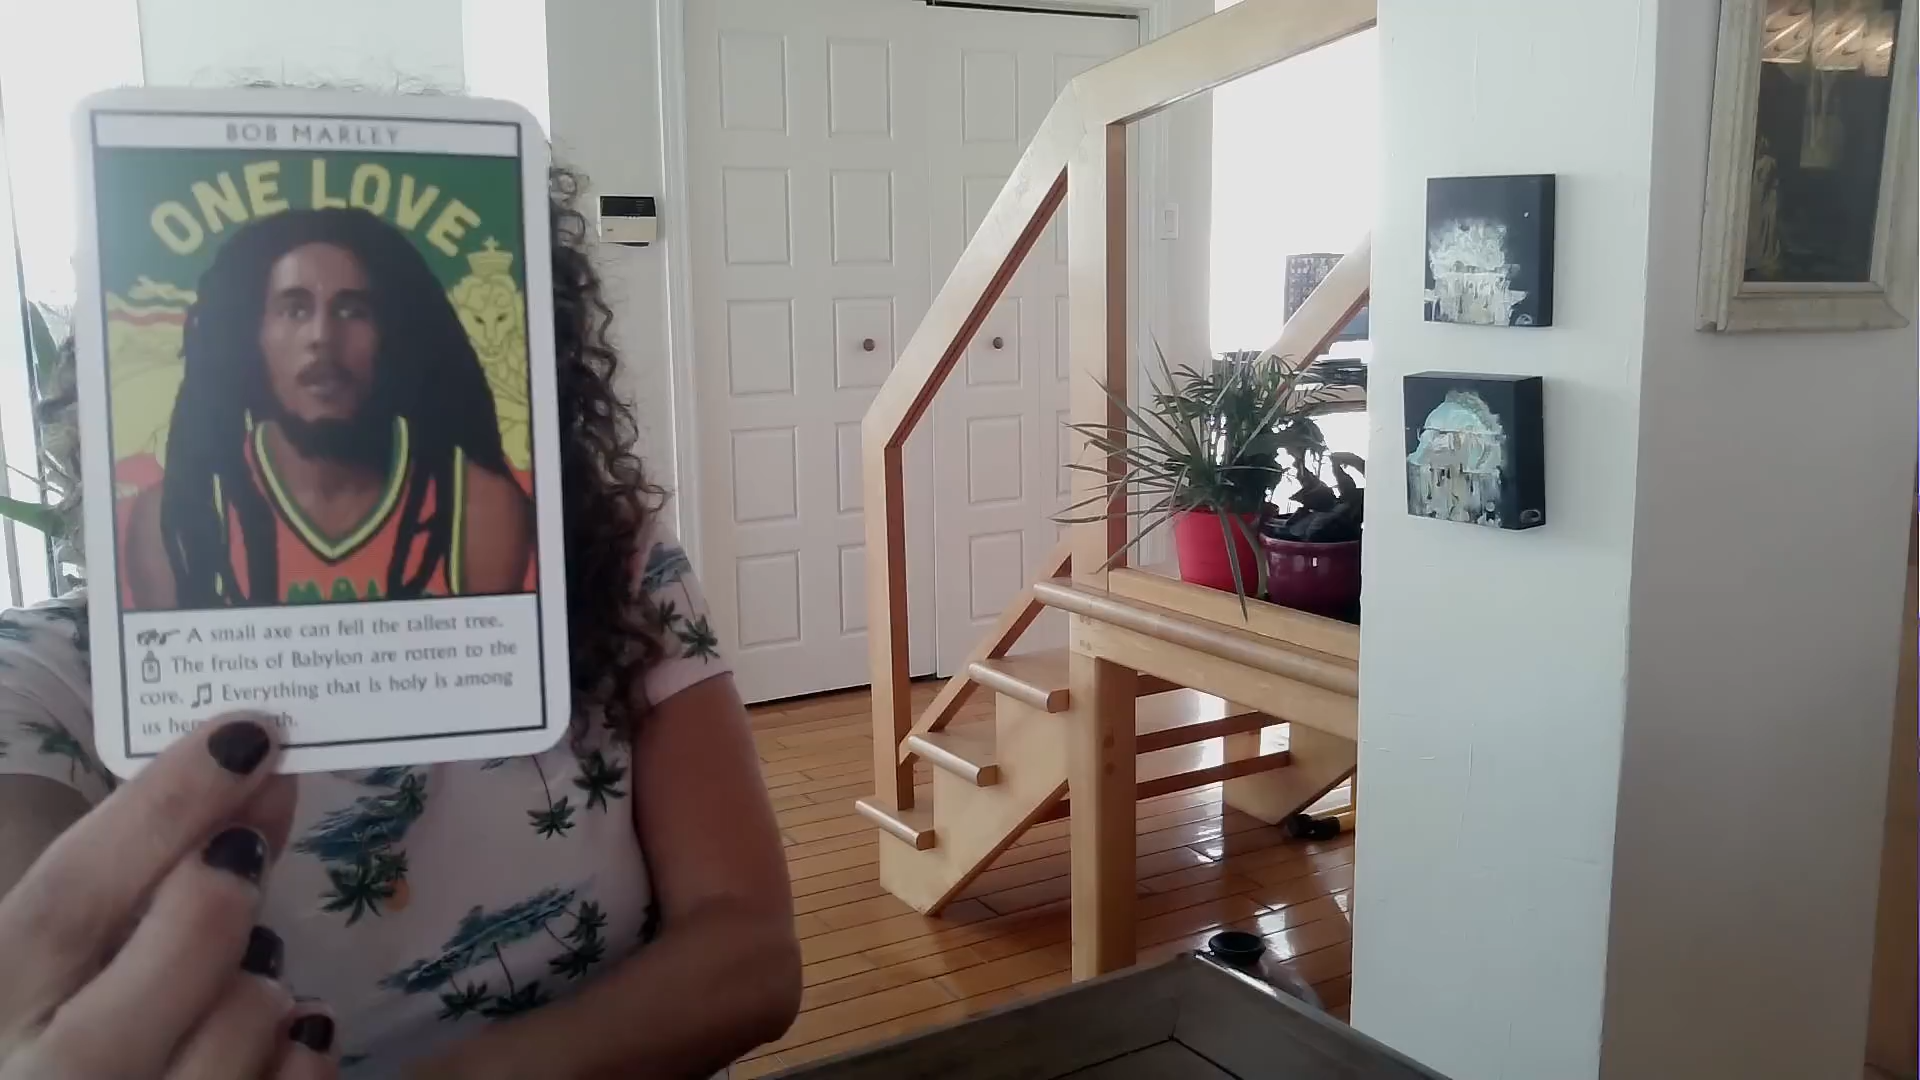 BOB MARLEY
ONE LOVE
A small axe can fell the tallest tree.
The fruits of Babylon are rotten to the
core. Everything that is holy is among
us